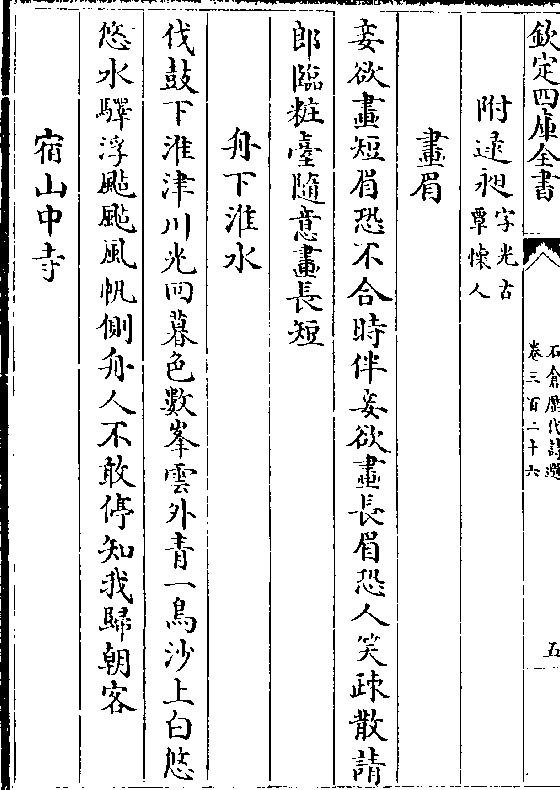 欽定四庫全書
石倉歷代詩選
卷三百二十六
五
附逯昶字光古
覃懷人
畫眉
妾欲畫短眉恐不合時伴妾欲畫長眉恐人笑疎散請
郎臨粧臺隨意畫長短
舟下淮水
伐鼓下淮津川光回暮色數峯雲外青一鳥沙上白悠
悠水驛浮颭颭風帆側舟人不敢停知我歸朝客
宿山中寺